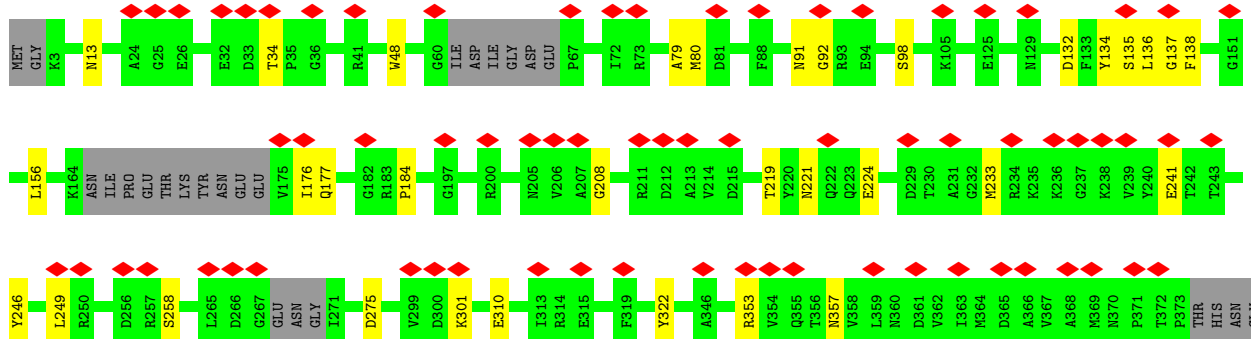 MET GLY K3 N13 A24 G25 E26 E32 D33 T34 P35 G36 R41 W48 G60 ILE ASP ILE GLY ASP GLU P67 I72 R73 A79 M80 D81 F88 N91 G92 R93 E94 S98 K105 E125 N129 D132 F133 Y134 S135 L136 G137 F138 G151
L156 K164 ASN ILE PRO GLU THR LYS TYR ASN GLU GLU V175 I176 Q177 G182 R183 P184 G197 R200 N205 V206 A207 G208 R211 D212 A213 V214 D215 T219 Y220 N221 Q222 Q223 E224 D229 T230 A231 G232 M233 R234 K235 K236 G237 K238 V239 Y240 E241 T242 T243
Y246 L249 R250 D256 R257 S258 L265 D266 G267 GLU ASN GLY I271 D275 V299 D300 K301 E310 I313 R314 E315 F319 Y322 A346 R353 V354 Q355 T356 N357 V358 L359 N360 D361 V362 I363 M364 D365 A366 V367 A368 M369 N370 P371 T372 P373 THR HIS ASN